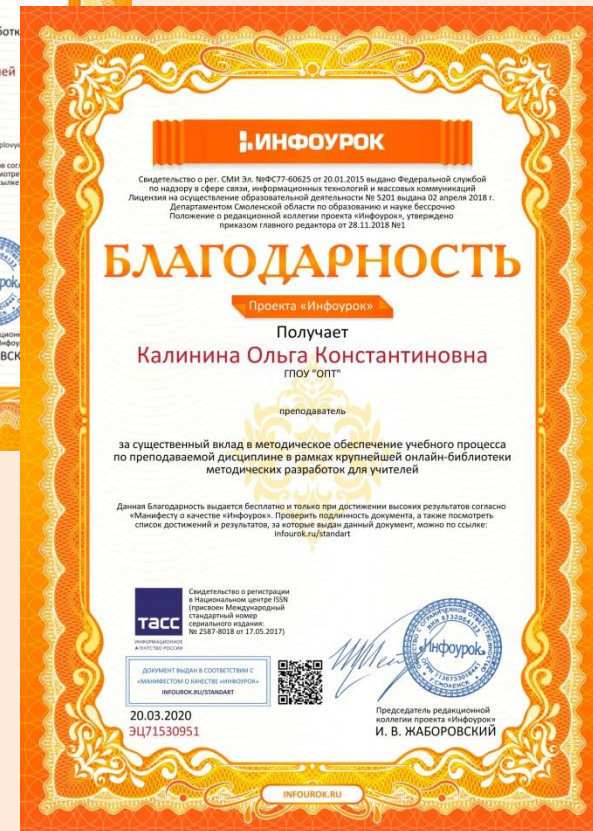 ботк
ей
ИНФОУРОК
Свидетельство о рег. СМИ Эл. №ФС77-60625 от 20.01.2015 выдано Федеральной службой
по надзору в сфере связи, информационных технологий и массовых коммуникаций
Лицензия на осуществление образовательной деятельности № 5201 выдана 02 апреля 2018 г.
Департаментом Смоленской области по образованию и науке бессрочно
Положение о редакционной коллегии проекта «Инфоурок», утверждено
приказом главного редактора от 28.11.2018 №1
БЛАГОДАРНОСТЬ
Проекта «Инфоурок»
Получает
Калинина Ольга Константиновна
ГПОУ "ОПТ"
преподаватель
за существенный вклад в методическое обеспечение учебного процесса
по преподаваемой дисциплине в рамках крупнейшей онлайн-библиотеки
методических разработок для учителей
Данная Благодарность выдается бесплатно и только при достижении высоких результатов согласно
«Манифесту о качестве «Инфоурок». Проверить подлинность документа, а также посмотреть
список достижений и результатов, за которые выдан данный документ, можно по ссылке:
infourok.ru/standart
ТАСС
ИНФОРМАЦИОННОЕ
АГЕНТСТВО РОССИИ
Свидетельство о регистрации
в Национальном центре ISSN
(присвоен Международный
стандартный номер
сериального издания:
№ 2587-8018 от 17.05.2017)
ДОКУМЕНТ ВЫДАН В СООТВЕТСТВИИ С
«МАНИФЕСТОМ О КАЧЕСТВЕ «ИНФОУРОК»
INFOUROK.RU/STANDART
20.03.2020
ЭЦ71530951
«Инфоурок»
Председатель редакционной
коллегии проекта «Инфоурок»
И. В. ЖАБОРОВСКИЙ
INFOUROK.RU